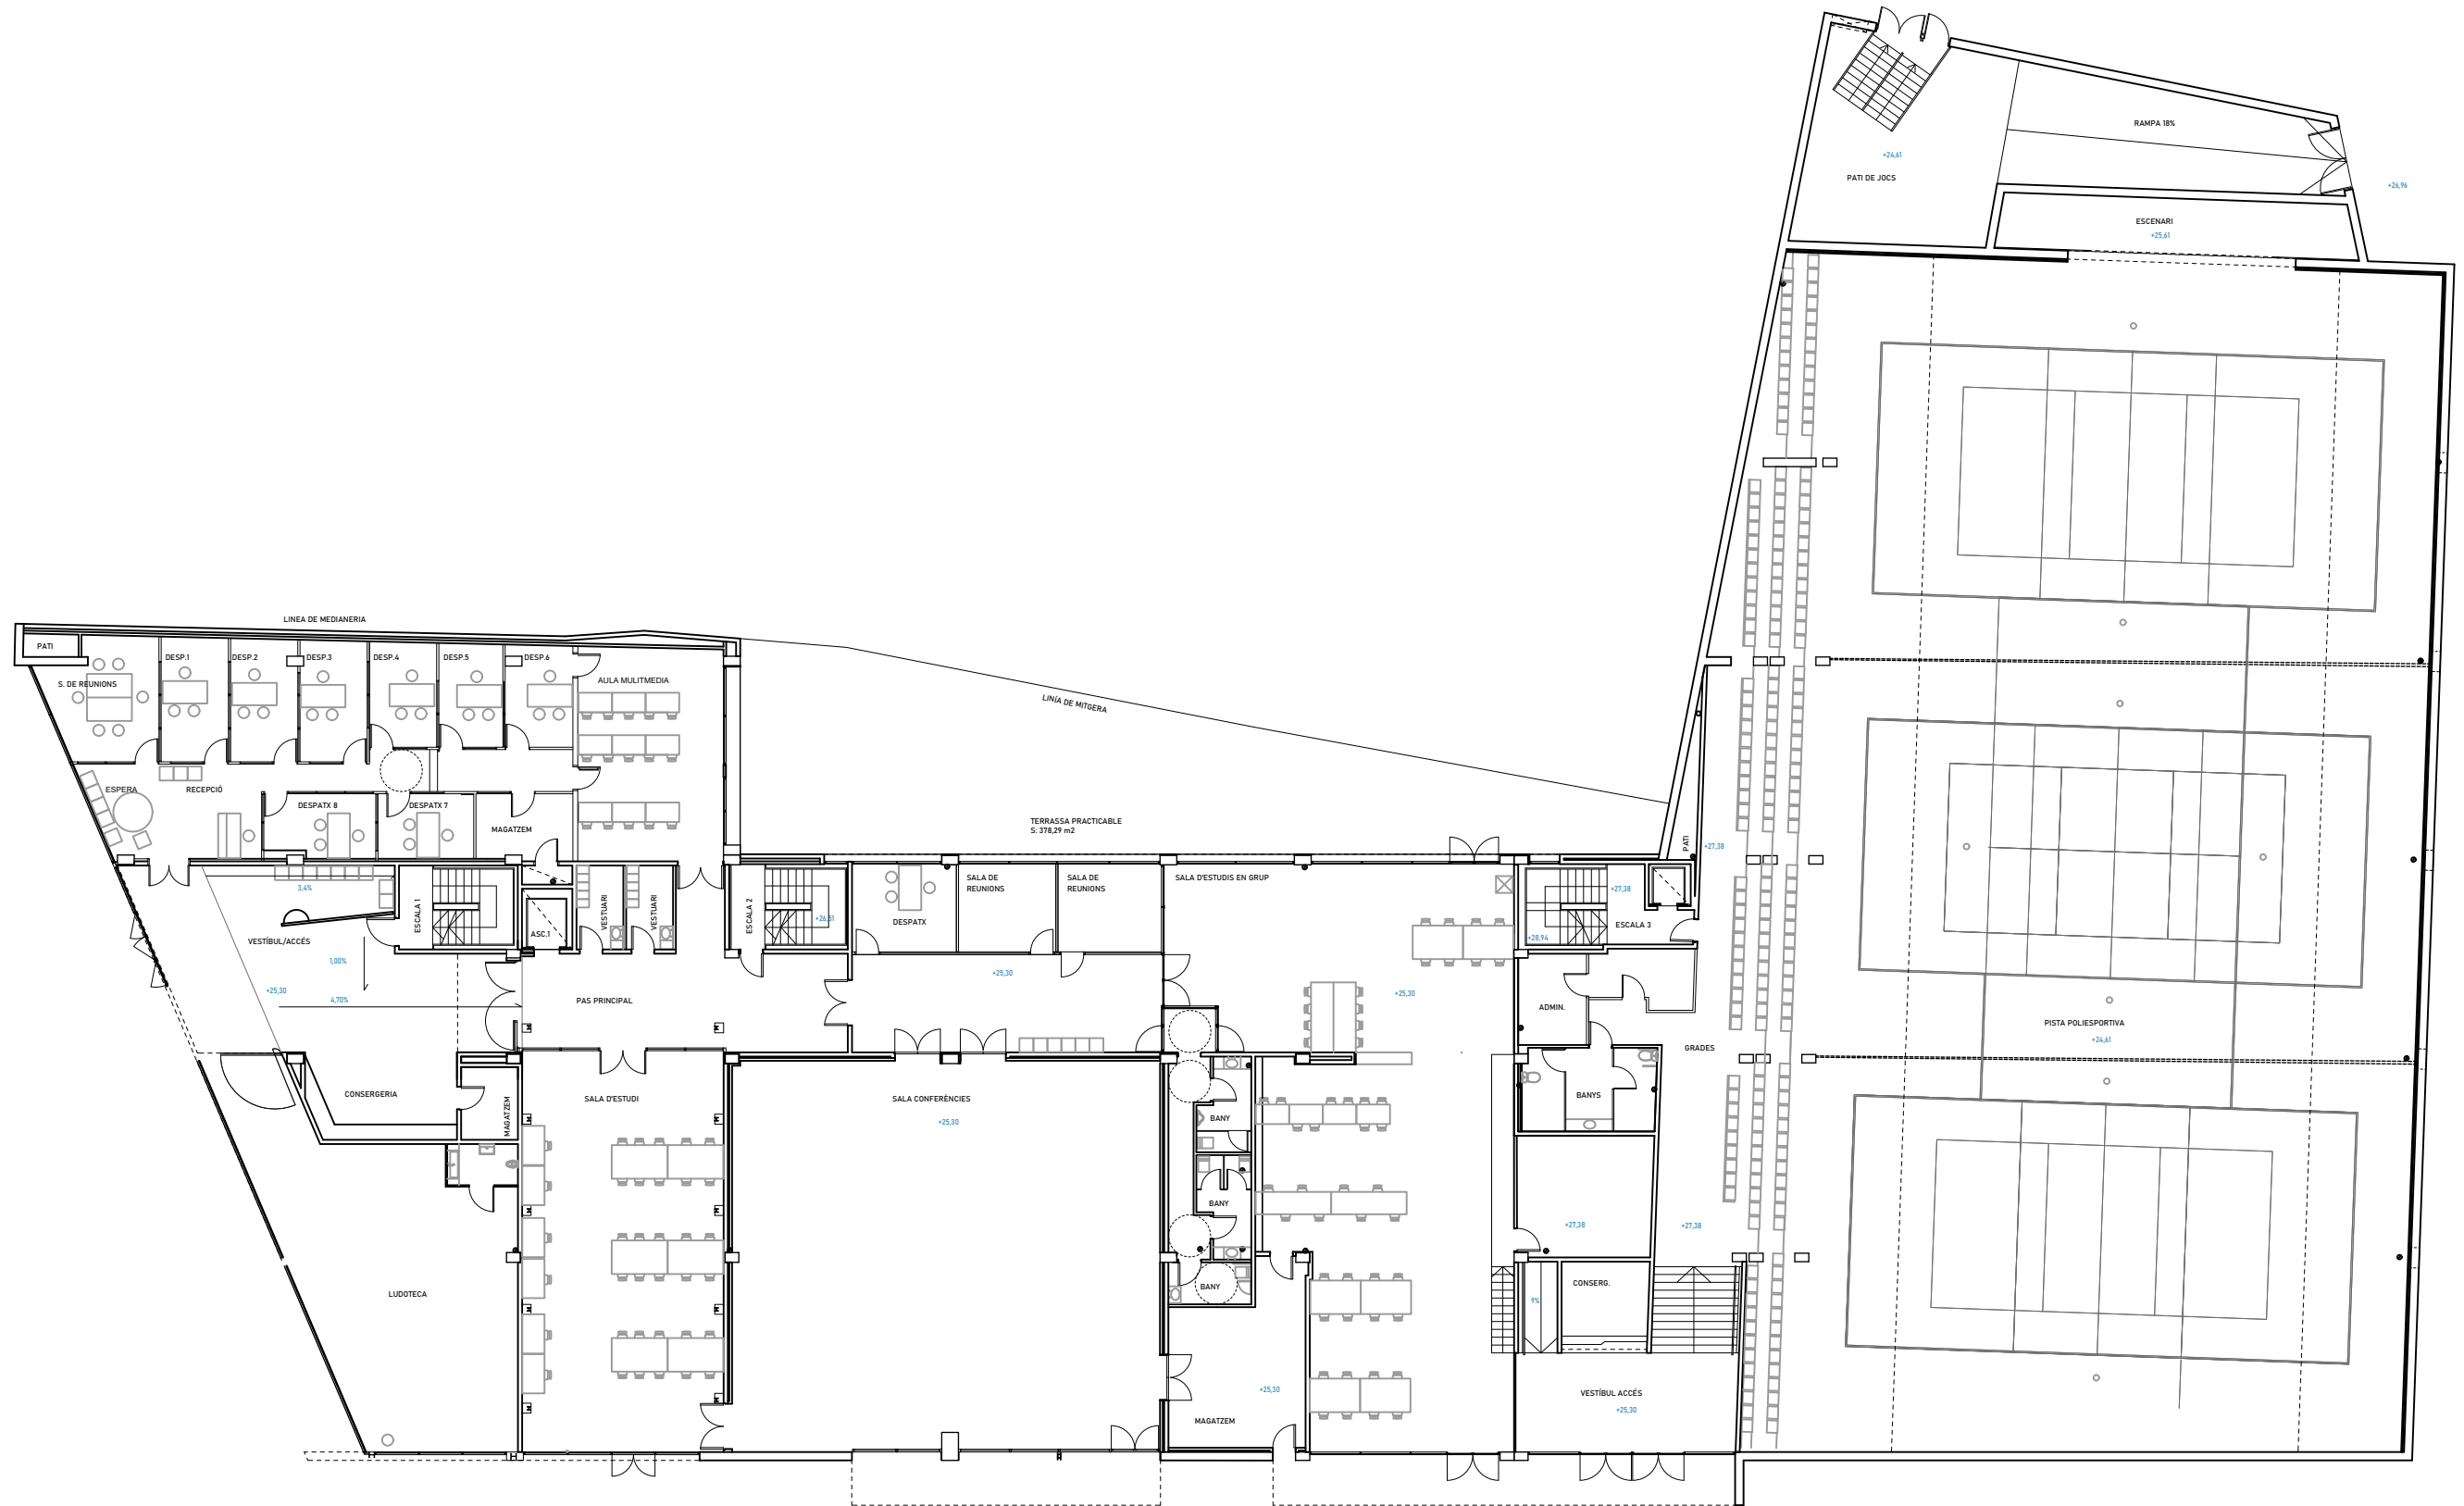 RAMPA 18%
+24,61
PATI DE JOCS
+26,96
ESCENARI
+25,61
LINEA DE MEDIANERIA
PATI
DESP.1
DESP.2
DESP.3
DESP.4
DESP.5
DESP.6
S. DE REUNIONS
AULA MULITMEDIA
LINÍA DE MITGERA
ESPERA
RECEPCIÓ
DESPATX 8
DESPATX 7
MAGATZEM
TERRASSA PRACTICABLE
S: 378,29 m2
PATI
+27,38
3,4%
ESCALA 1
ASC.1
VESTUARI
VESTUARI
ESCALA 2
+26,51
DESPATX
SALA DE
REUNIONS
SALA DE
REUNIONS
SALA D'ESTUDIS EN GRUP
+27,38
ESCALA 3
+28,94
VESTÍBUL/ACCÉS
1,00%
+25,30
4,70%
PAS PRINCIPAL
+25,30
+25,30
ADMIN.
PISTA POLIESPORTIVA
+24,61
GRADES
CONSERGERIA
MAGATZEM
SALA D'ESTUDI
SALA CONFERÈNCIES
+25,30
BANY
BANYS
BANY
+27,38
+27,38
BANY
LUDOTECA
9%
CONSERG.
+25,30
MAGATZEM
VESTÍBUL ACCÉS
+25,30